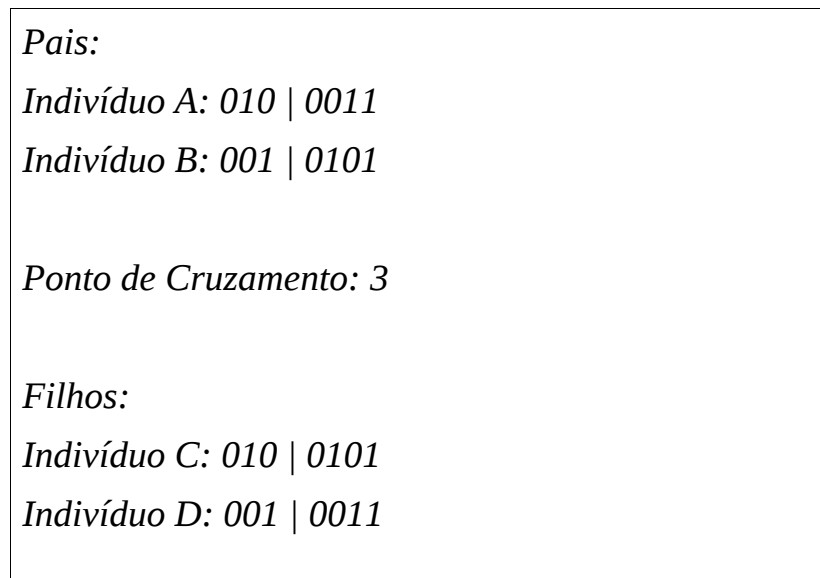 Pais:
Indivíduo A: 010 | 0011
Indivíduo B: 001 | 0101
Ponto de Cruzamento: 3
Filhos:
Indivíduo C: 010 | 0101
Indivíduo D: 001 | 0011